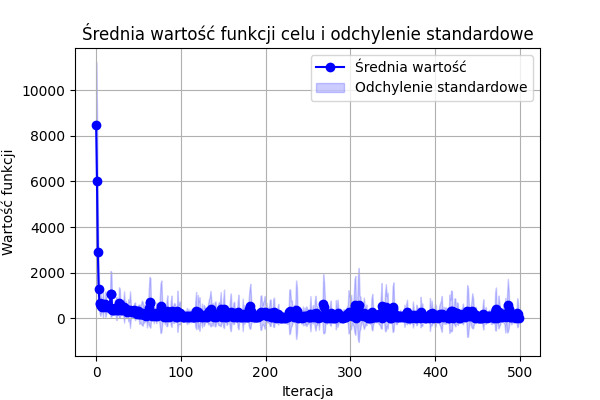 Średnia wartość funkcji celu i odchylenie standardowe
Średnia wartość
Odchylenie standardowe
Wartość funkcji
10000
8000
6000
4000
2000
0
0 100 200 300 400 500
Iteracja